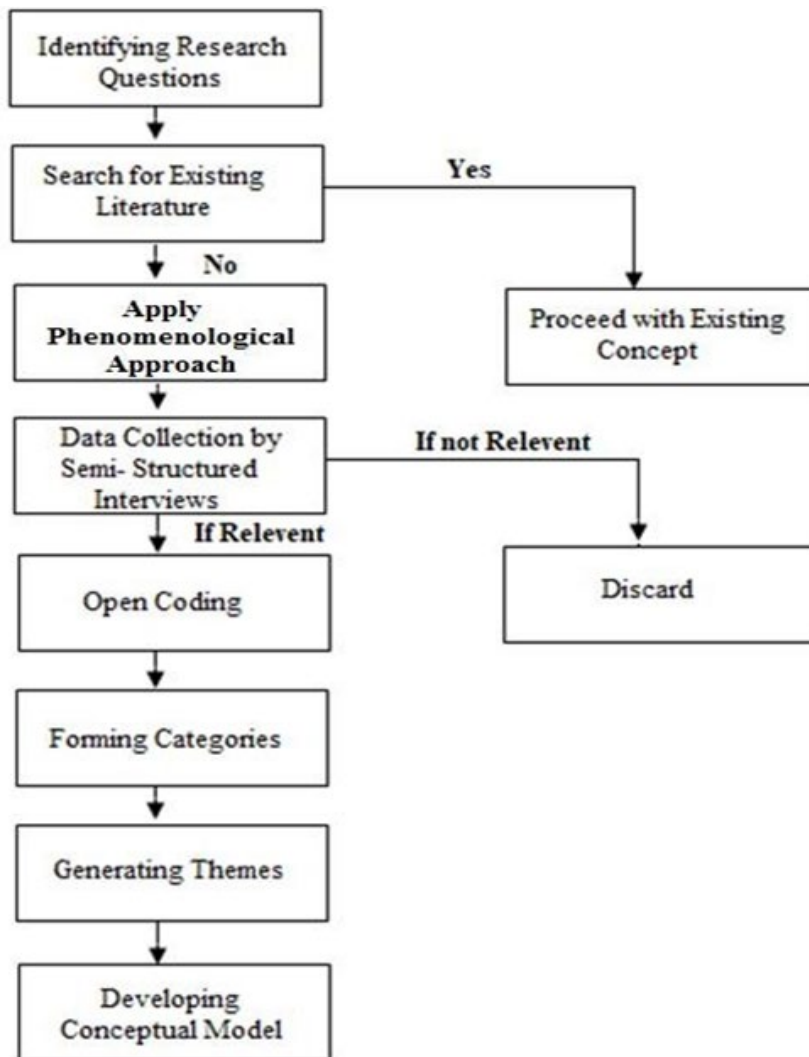 Identifying Research
Questions
Search for Existing
Literature
Yes
No
Apply
Phenomenological
Approach
Proceed with Existing
Concept
Data Collection by
Semi- Structured
Interviews
If not Relevent
If Relevent
Open Coding
Discard
Forming Categories
Generating Themes
Developing
Conceptual Model